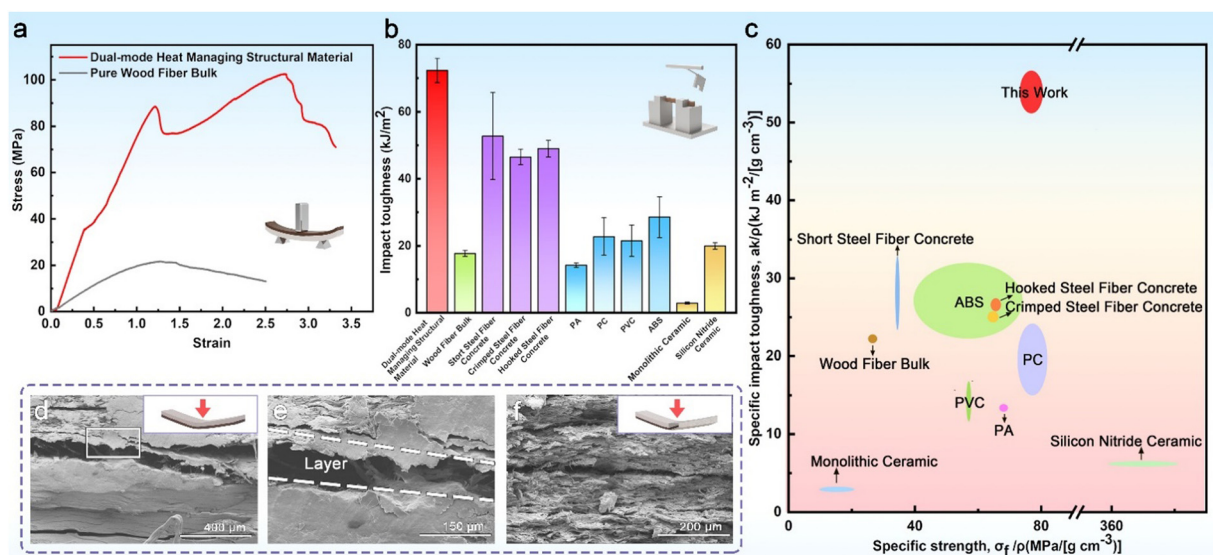 a
Dual-mode Heat Managing Structural Material
Pure Wood Fiber Bulk
100
80
60
40
20
0
Stress (MPa)
0.0 0.5 1.0 1.5 2.0 2.5 3.0 3.5
Strain
b
80
60
40
20
0
Impact toughness (kJ/m²)
Dual-mode Heat
Managing Structural
Material
Wood Fiber Bulk
Stort Steel Fiber
Concrete
Crimped Steel Fiber
Concrete
Hooked Steel Fiber
Concrete
PA
PC
PVC
ABS
Monolithic Ceramic
Silicon Nitride
Ceramic
c
60
50
40
30
20
10
0
Specific impact toughness, ak/ρ(kJ m⁻²/[g cm⁻³])
This Work
Short Steel Fiber Concrete
ABS
Hooked Steel Fiber Concrete
Crimped Steel Fiber Concrete
Wood Fiber Bulk
PC
PVC
PA
Silicon Nitride Ceramic
Monolithic Ceramic
0 40 80 360
Specific strength, σf /ρ(MPa/[g cm⁻³)]
d
400 μm
e
Layer
150 μm
f
200 μm